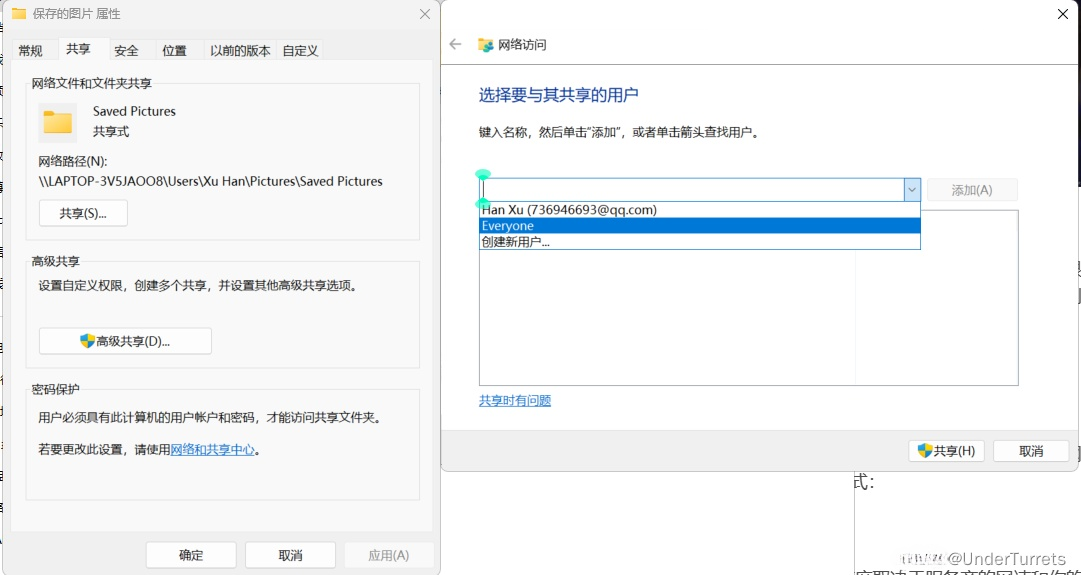 保存的图片 属性
常规 共享 安全 位置 以前的版本 自定义
网络文件和文件夹共享
Saved Pictures
共享式
网络路径(N):
\\LAPTOP-3V5JAOO8\Users\Xu Han\Pictures\Saved Pictures
共享(S)...
高级共享
设置自定义权限，创建多个共享，并设置其他高级共享选项。
高级共享(D)...
密码保护
用户必须具有此计算机的用户帐户和密码，才能访问共享文件夹。
若要更改此设置，请使用网络和共享中心。
确定 取消 应用(A)
网络访问
选择要与其共享的用户
键入名称，然后单击“添加”，或者单击箭头查找用户。
添加(A)
Han Xu (736946693@qq.com)
Everyone
创建新用户...
共享时有问题
共享(H) 取消
式：
@UnderTurrets